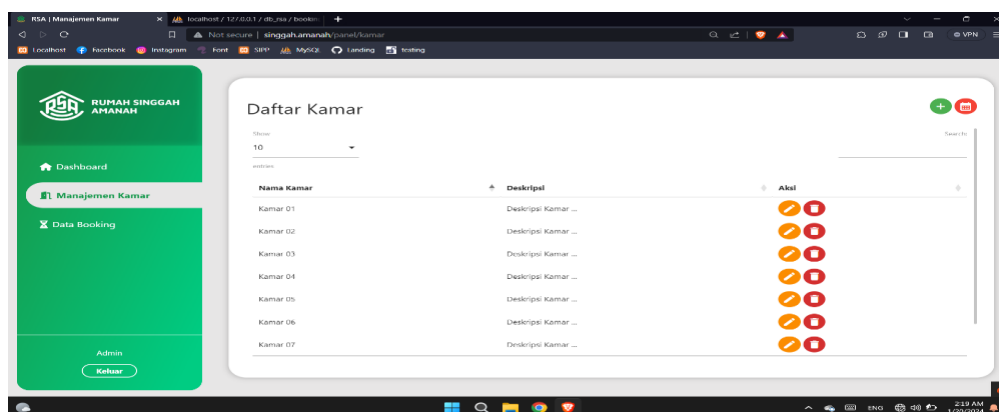 RSA | Manajemen Kamar
localhost / 127.0.0.1 / db_rsa / bookin
Not secure | singgah.amanah/panel/kamar
VPN
Localhost Facebook Instagram Font SIPP MySQL Landing testing
RSA
RUMAH SINGGAH
AMANAH
Dashboard
Manajemen Kamar
Data Booking
Admin
Keluar
Daftar Kamar
Show
10
entries
Search:
Nama Kamar Deskripsi Aksi
Kamar 01 Deskripsi Kamar ...
Kamar 02 Deskripsi Kamar ...
Kamar 03 Deskripsi Kamar ...
Kamar 04 Deskripsi Kamar ...
Kamar 05 Deskripsi Kamar ...
Kamar 06 Deskripsi Kamar ...
Kamar 07 Deskripsi Kamar ...
ENG
2:19 AM
1/20/2024